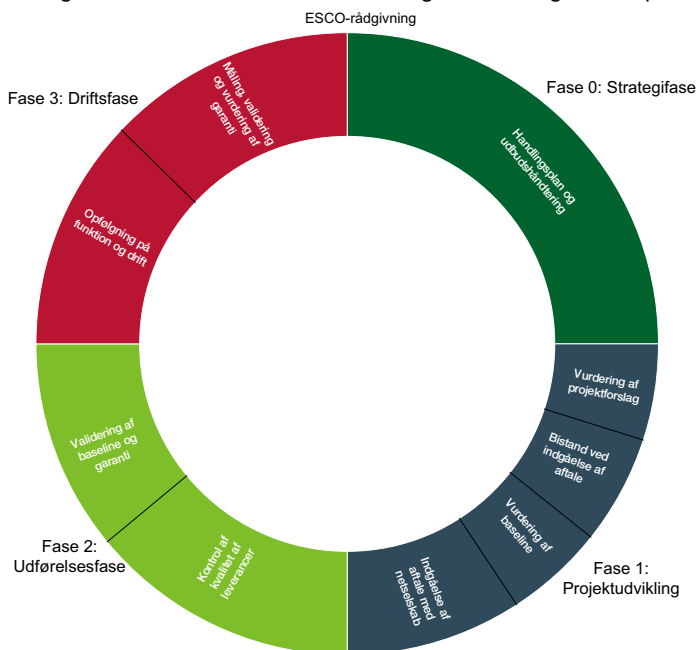 ESCO-rådgivning
Fase 0: Strategifase
Handlingsplan og
udbudshåndtering
Vurdering af
projektforslag
Bistand ved
indgåelse af
aftale
Vurdering af
baseline
Indgåelse af
aftale med
netselskab
Fase 1:
Projektudvikling
Kontrol af
kvalitet af
leverancer
Validering af
baseline og
garanti
Fase 2:
Udførelsesfase
Opfølgning på
funktion og drift
Måling, validering
og vurdering af
garanti
Fase 3: Driftsfase